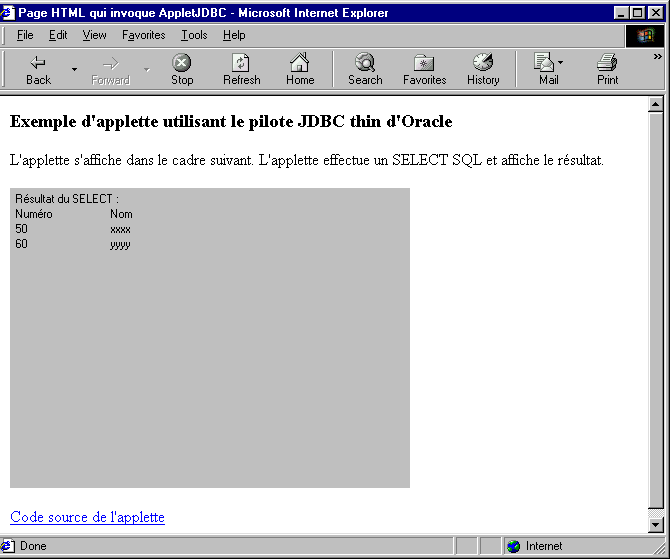 Page HTML qui invoque AppletJDBC - Microsoft Internet Explorer
File Edit View Favorites Tools Help
Back Forward Stop Refresh Home Search Favorites History Mail Print
Exemple d'applette utilisant le pilote JDBC thin d'Oracle
L'applette s'affiche dans le cadre suivant. L'applette effectue un SELECT SQL et affiche le résultat.
Résultat du SELECT :
Numéro Nom
50 xxxx
60 yyyy
Code source de l'applette
Done Internet